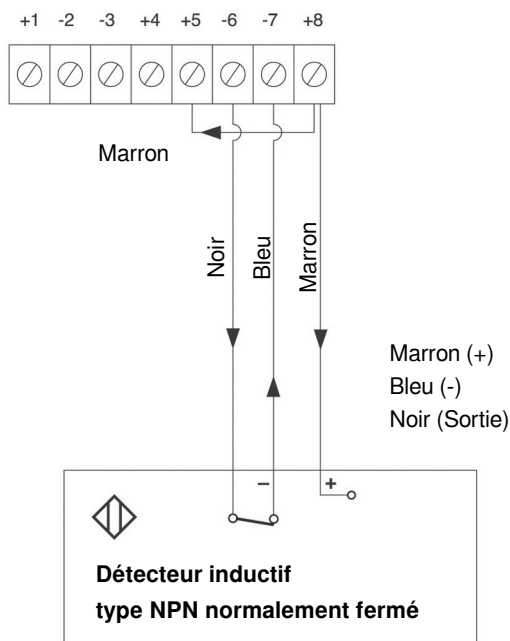 +1 -2 -3 +4 +5 -6 -7 +8
Marron
Noir
Bleu
Marron
Marron (+)
Bleu (-)
Noir (Sortie)
– +
Détecteur inductif
type NPN normalement fermé